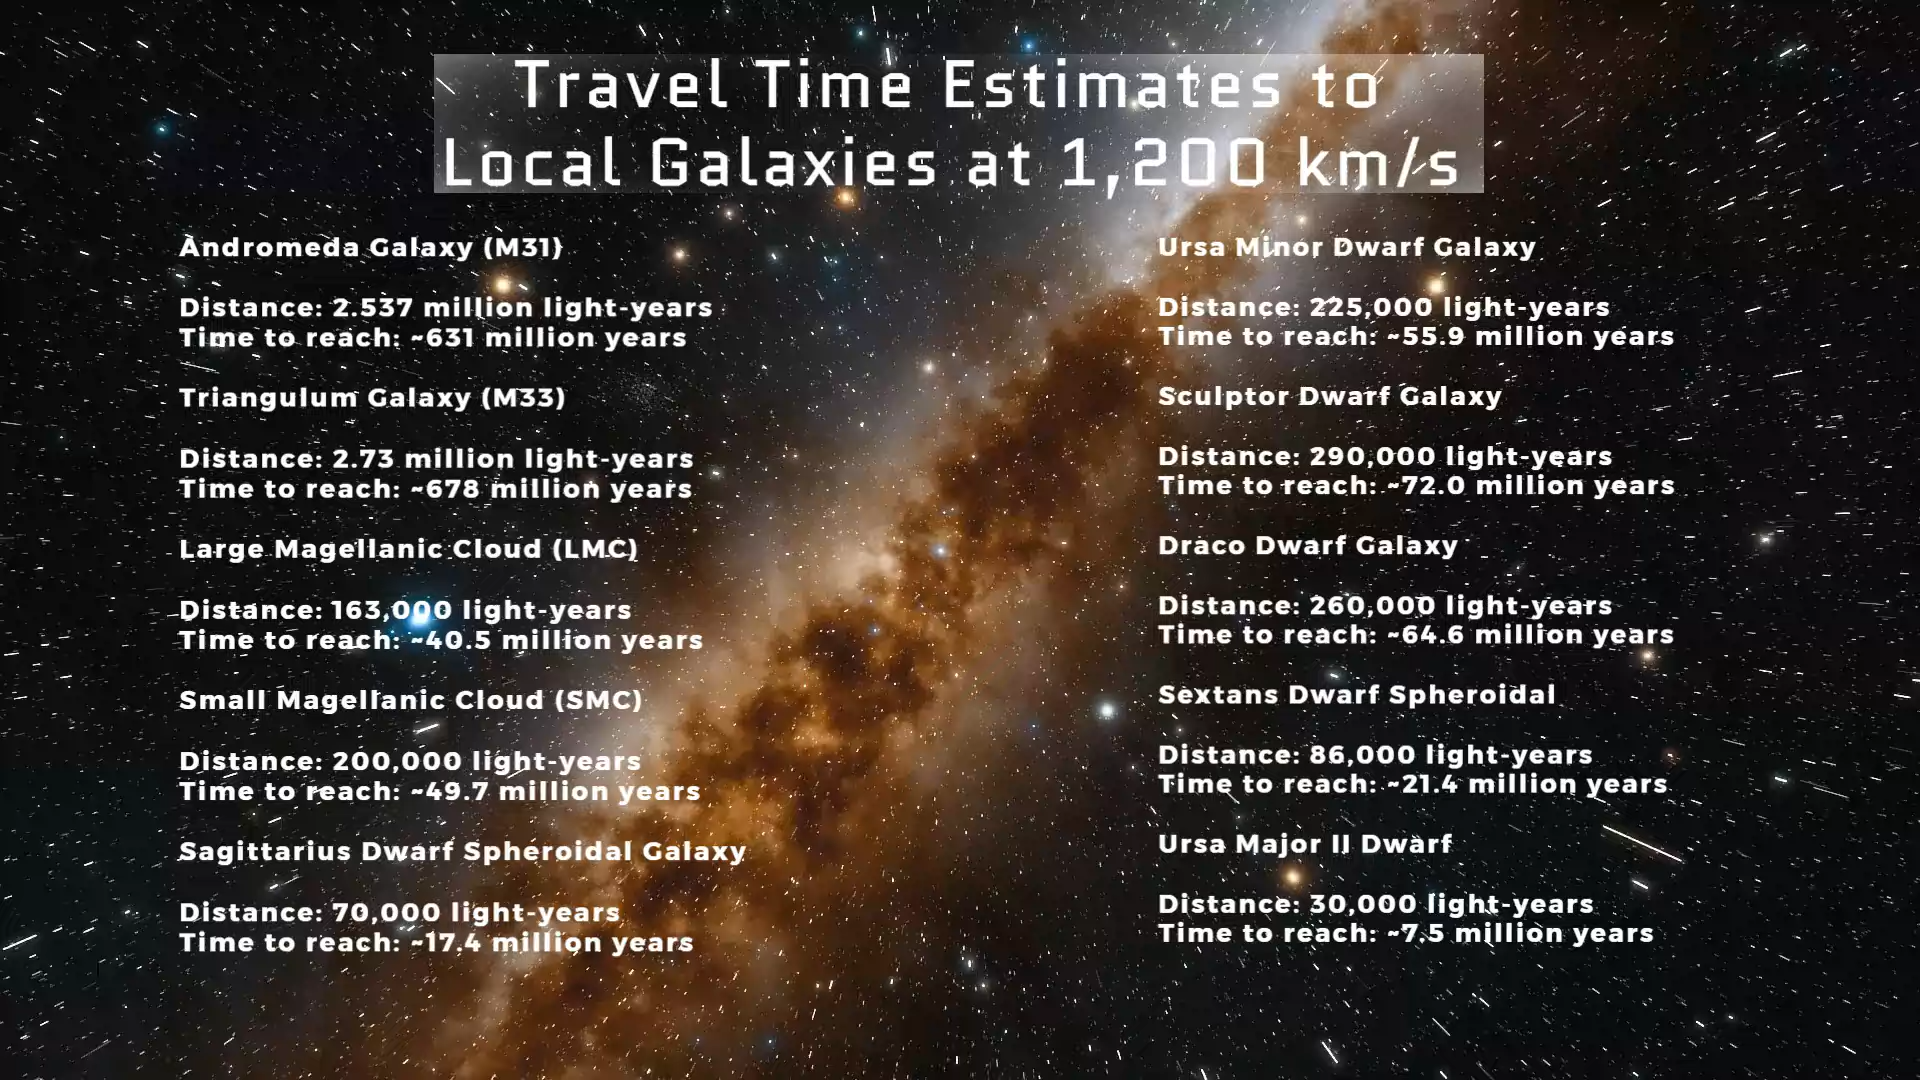 Travel Time Estimates to
Local Galaxies at 1,200 km/s
Andromeda Galaxy (M31)
Distance: 2.537 million light-years
Time to reach: ~631 million years
Triangulum Galaxy (M33)
Distance: 2.73 million light-years
Time to reach: ~678 million years
Large Magellanic Cloud (LMC)
Distance: 163,000 light-years
Time to reach: ~40.5 million years
Small Magellanic Cloud (SMC)
Distance: 200,000 light-years
Time to reach: ~49.7 million years
Sagittarius Dwarf Spheroidal Galaxy
Distance: 70,000 light-years
Time to reach: ~17.4 million years
Ursa Minor Dwarf Galaxy
Distance: 225,000 light-years
Time to reach: ~55.9 million years
Sculptor Dwarf Galaxy
Distance: 290,000 light-years
Time to reach: ~72.0 million years
Draco Dwarf Galaxy
Distance: 260,000 light-years
Time to reach: ~64.6 million years
Sextans Dwarf Spheroidal
Distance: 86,000 light-years
Time to reach: ~21.4 million years
Ursa Major II Dwarf
Distance: 30,000 light-years
Time to reach: ~7.5 million years